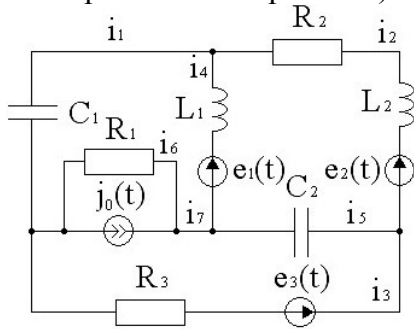 i₁
R₂
i₂
i₄
C₁
L₁
L₂
R₁
i₆
e₁(t)
C₂
e₂(t)
j₀(t)
i₇
i₅
e₃(t)
i₃
R₃